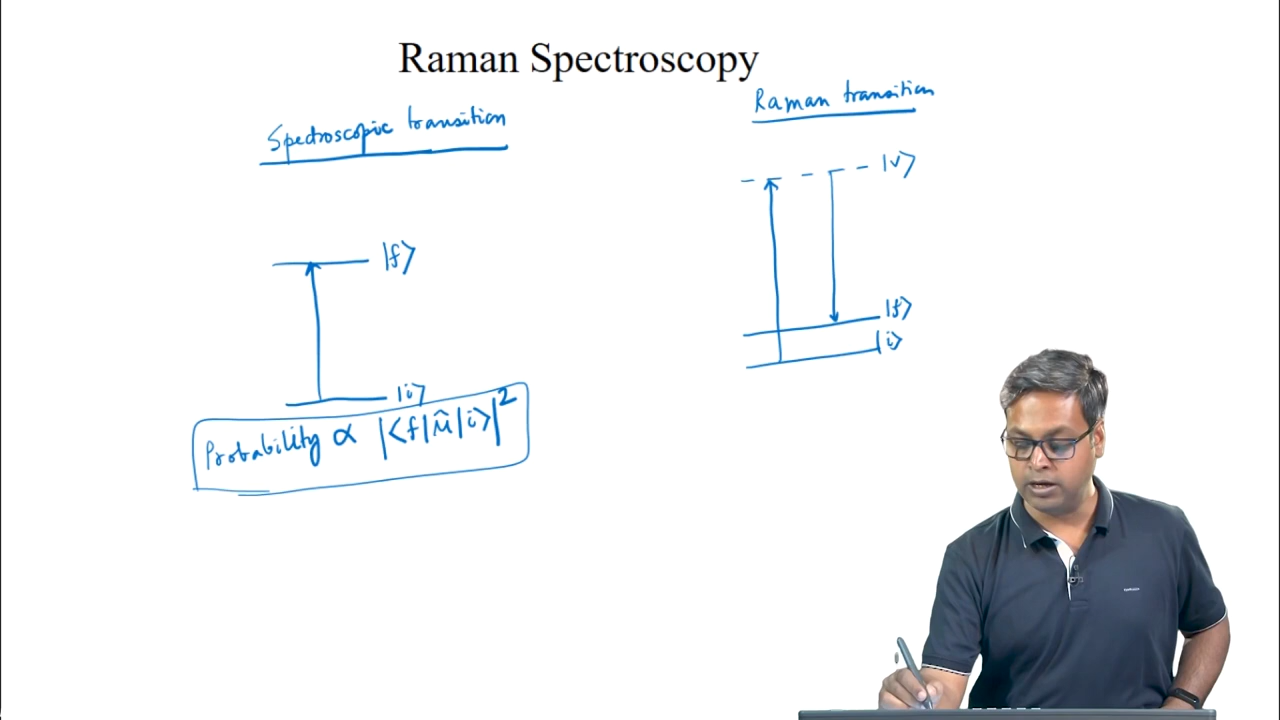 Raman Spectroscopy
Spectroscopic transition
|f>
|i>
Probability ∝ |<f|μ̂|i>|²
Raman transition
|v>
|f>
|i>